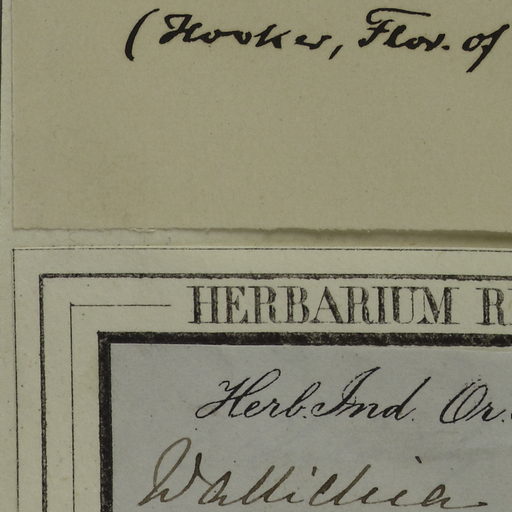 (Hooker, Flor. of
HERBARIUM R
Herb. Ind. Or.
Wallichia